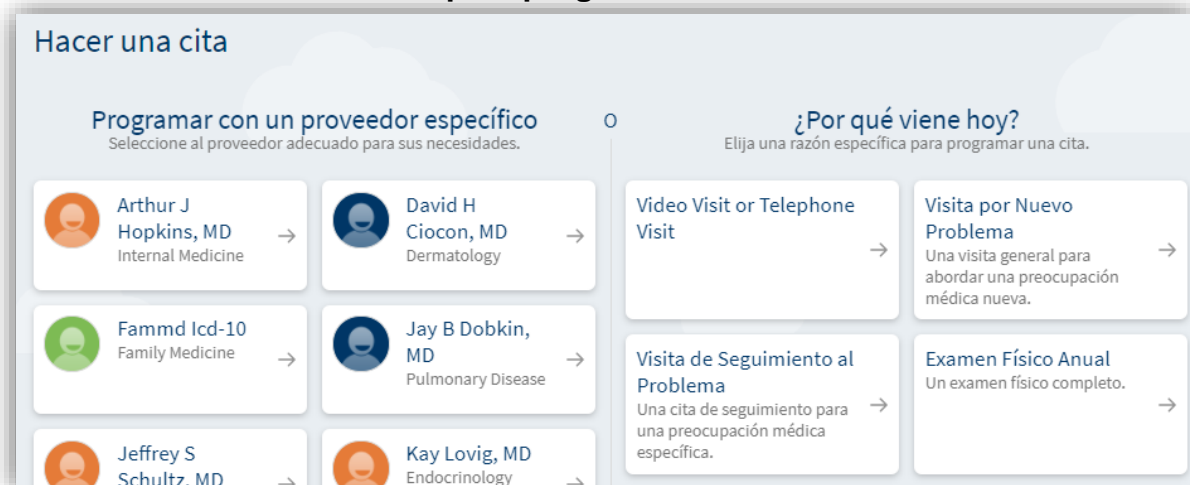 Hacer una cita
Programar con un proveedor específico
Seleccione al proveedor adecuado para sus necesidades.
Arthur J
Hopkins, MD
Internal Medicine
David H
Ciocon, MD
Dermatology
Fammd Icd-10
Family Medicine
Jay B Dobkin,
MD
Pulmonary Disease
Jeffrey S
Schultz, MD
Kay Lovig, MD
Endocrinology
O
¿Por qué viene hoy?
Elija una razón específica para programar una cita.
Video Visit or Telephone
Visit
Visita por Nuevo
Problema
Una visita general para
abordar una preocupación
médica nueva.
Visita de Seguimiento al
Problema
Una cita de seguimiento para
una preocupación médica
específica.
Examen Físico Anual
Un examen físico completo.